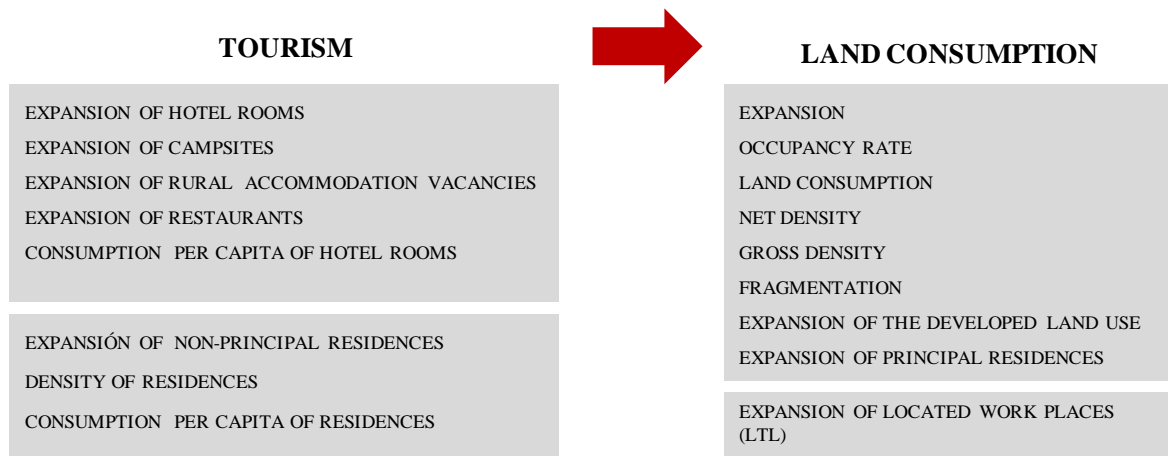 TOURISM
EXPANSION OF HOTEL ROOMS
EXPANSION OF CAMPSITES
EXPANSION OF RURAL ACCOMMODATION VACANCIES
EXPANSION OF RESTAURANTS
CONSUMPTION PER CAPITA OF HOTEL ROOMS
EXPANSIÓN OF NON-PRINCIPAL RESIDENCES
DENSITY OF RESIDENCES
CONSUMPTION PER CAPITA OF RESIDENCES
LAND CONSUMPTION
EXPANSION
OCCUPANCY RATE
LAND CONSUMPTION
NET DENSITY
GROSS DENSITY
FRAGMENTATION
EXPANSION OF THE DEVELOPED LAND USE
EXPANSION OF PRINCIPAL RESIDENCES
EXPANSION OF LOCATED WORK PLACES
(LTL)